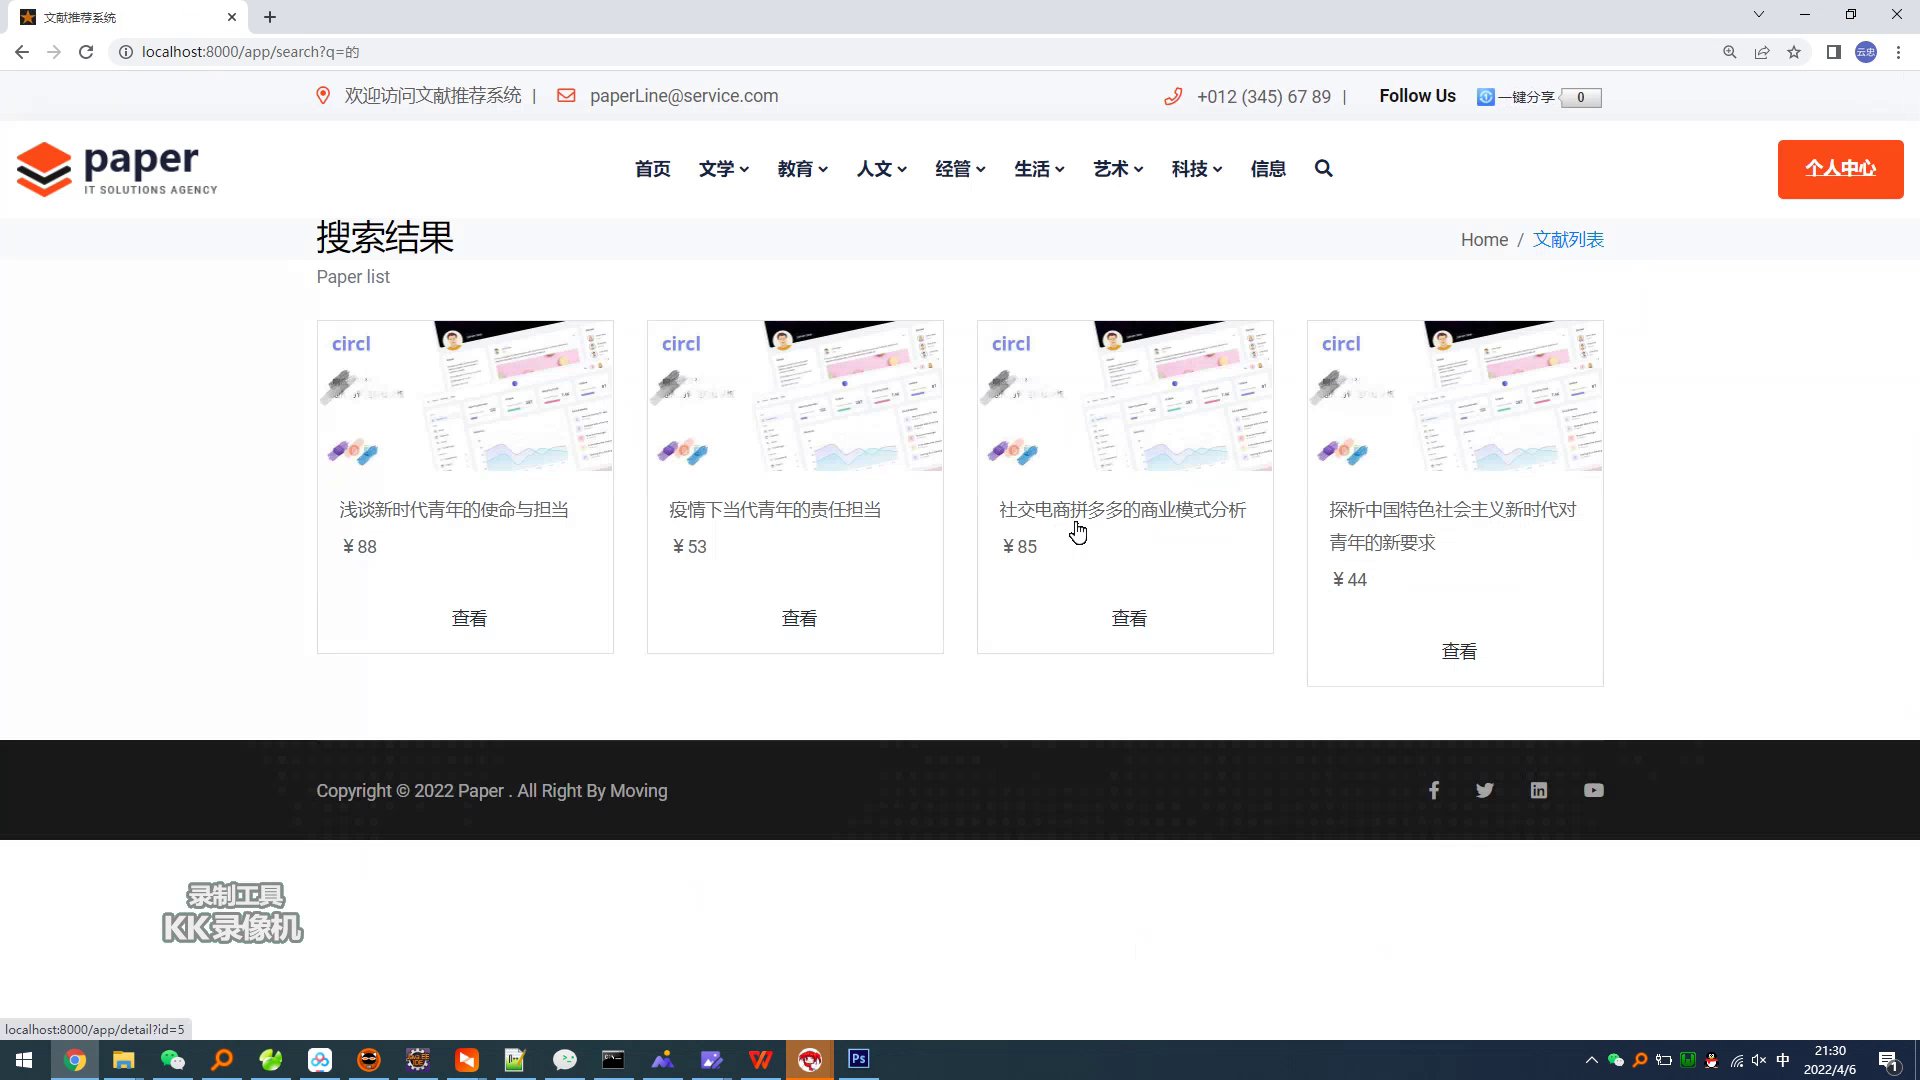 文献推荐系统
localhost:8000/app/search?q=的
云忠
欢迎访问文献推荐系统 |
paperLine@service.com
+012 (345) 67 89 |
Follow Us
一键分享
0
paper
IT SOLUTIONS AGENCY
首页
文学
教育
人文
经管
生活
艺术
科技
信息
个人中心
搜索结果
Home / 文献列表
Paper list
circl
circl
circl
circl
浅谈新时代青年的使命与担当
¥ 88
查看
疫情下当代青年的责任担当
¥ 53
查看
社交电商拼多多的商业模式分析
¥ 85
查看
探析中国特色社会主义新时代对
青年的新要求
¥ 44
查看
Copyright © 2022 Paper . All Right By Moving
录制工具
KK录像机
localhost:8000/app/detail?id=5
Ps
中
21:30
2022/4/6
1